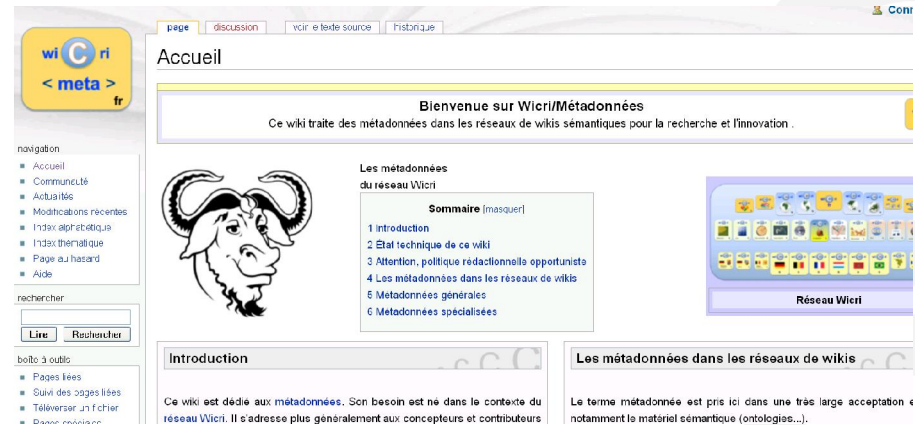 Conn
page discussion voir le texte source historique
wi C ri
< meta >
fr
Accueil
Bienvenue sur Wicri/Métadonnées
Ce wiki traite des métadonnées dans les réseaux de wikis sémantiques pour la recherche et l'innovation .
navigation
Accueil
Communauté
Actualités
Modifications récentes
Index alphabétique
Index thématique
Page au hasard
Aide
rechercher
Lire Rechercher
boîte à outils
Pages liées
Suivi des pages liées
Téléverser un fichier
Pages spéciales
Les métadonnées
du réseau Wicri
Sommaire [masquer]
1 Introduction
2 État technique de ce wiki
3 Attention, politique rédactionnelle opportuniste
4 Les métadonnées dans les réseaux de wikis
5 Métadonnées générales
6 Métadonnées spécialisées
Réseau Wicri
Introduction
Ce wiki est dédié aux métadonnées. Son besoin est né dans le contexte du
réseau Wicri. Il s'adresse plus généralement aux concepteurs et contributeurs
Les métadonnées dans les réseaux de wikis
Le terme métadonnée est pris ici dans une très large acceptation e
notamment le matériel sémantique (ontologies...).